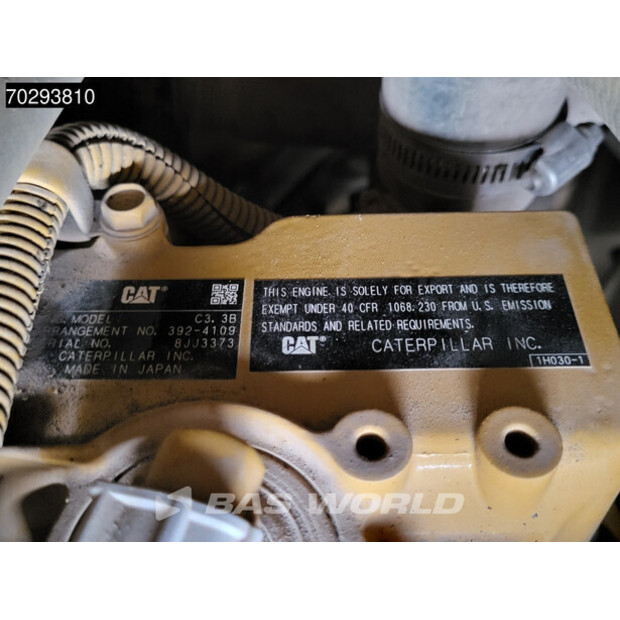 70293810
CAT
MODEL C3.3B
ARRANGEMENT NO. 392-4109
SERIAL NO. 8JJ3373
CATERPILLAR INC.
MADE IN JAPAN
THIS ENGINE IS SOLELY FOR EXPORT AND IS THEREFORE
EXEMPT UNDER 40 CFR 1068.230 FROM U.S. EMISSION
STANDARDS AND RELATED REQUIREMENTS.
CAT CATERPILLAR INC.
1H030-1
BAS WORLD